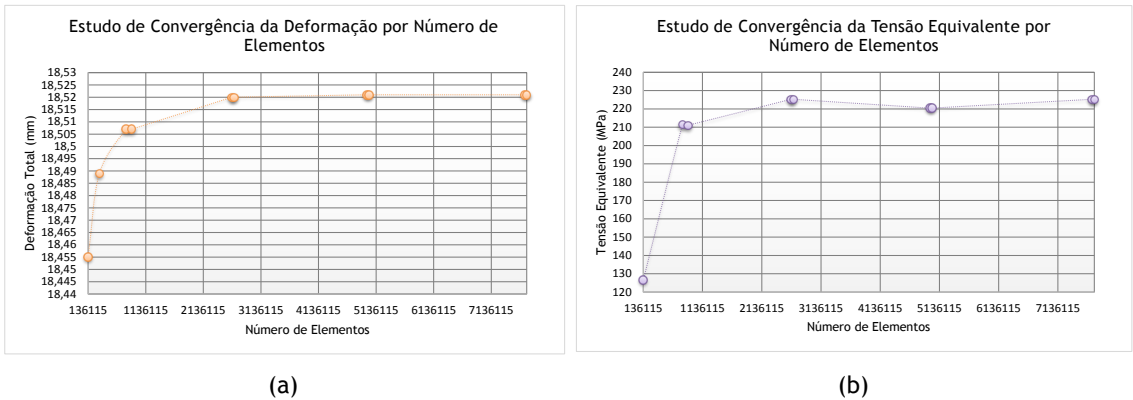 Estudo de Convergência da Deformação por Número de
Elementos
Deformação Total (mm)
18,53
18,525
18,52
18,515
18,51
18,505
18,5
18,495
18,49
18,485
18,48
18,475
18,47
18,465
18,46
18,455
18,45
18,445
18,44
136115 1136115 2136115 3136115 4136115 5136115 6136115 7136115
Número de Elementos
(a)
Estudo de Convergência da Tensão Equivalente por
Número de Elementos
Tensão Equivalente (MPa)
240
230
220
210
200
190
180
170
160
150
140
130
120
136115 1136115 2136115 3136115 4136115 5136115 6136115 7136115
Número de Elementos
(b)